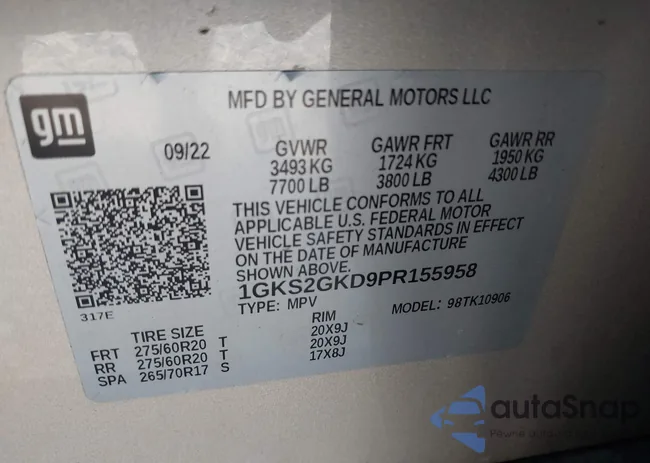 gm
MFD BY GENERAL MOTORS LLC
09/22
GVWR
3493 KG
7700 LB
GAWR FRT
1724 KG
3800 LB
GAWR RR
1950 KG
4300 LB
THIS VEHICLE CONFORMS TO ALL
APPLICABLE U.S. FEDERAL MOTOR
VEHICLE SAFETY STANDARDS IN EFFECT
ON THE DATE OF MANUFACTURE
SHOWN ABOVE.
1GKS2GKD9PR155958
TYPE: MPV
MODEL: 98TK10906
317E
TIRE SIZE
RIM
FRT 275/60R20 T 20X9J
RR 275/60R20 T 20X9J
SPA 265/70R17 S 17X8J
autaSnap